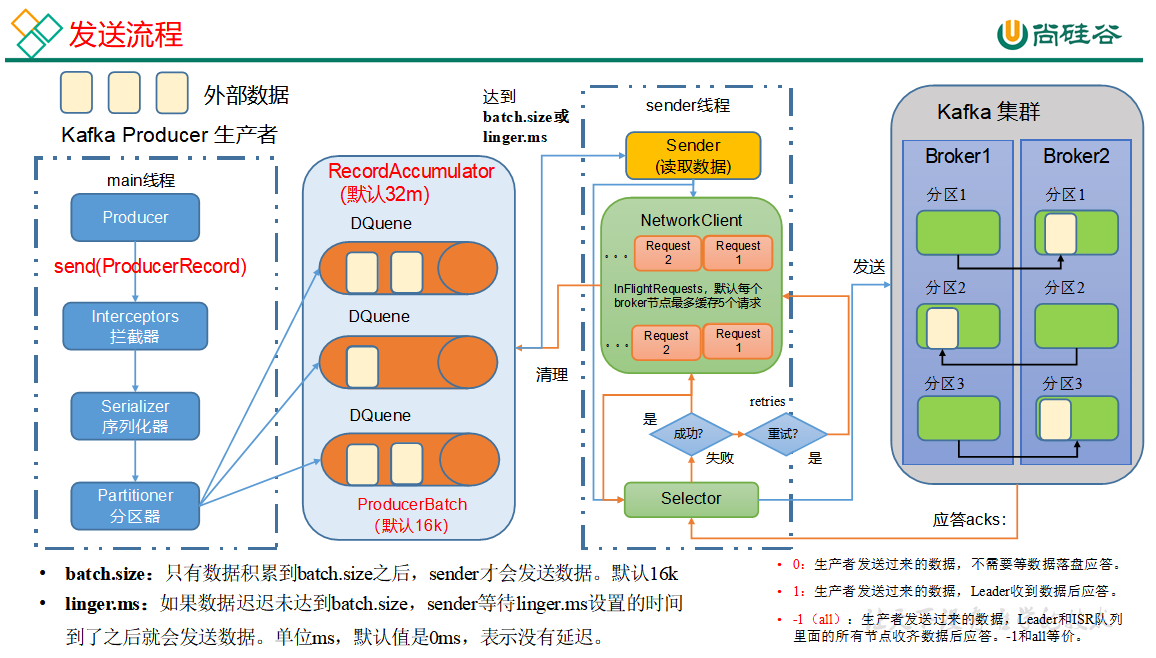 发送流程
尚硅谷
外部数据
Kafka Producer 生产者
main线程
Producer
send(ProducerRecord)
Interceptors
拦截器
Serializer
序列化器
Partitioner
分区器
RecordAccumulator
(默认32m)
DQuene
DQuene
DQuene
ProducerBatch
(默认16k)
达到
batch.size或
linger.ms
清理
sender线程
Sender
(读取数据)
NetworkClient
...
Request
2
Request
1
InFlightRequests，默认每个
broker节点最多缓存5个请求
...
Request
2
Request
1
retries
是
成功?
重试?
失败
是
Selector
发送
应答acks：
Kafka 集群
Broker1
Broker2
分区1
分区1
分区2
分区2
分区3
分区3
• batch.size：只有数据积累到batch.size之后，sender才会发送数据。默认16k
• linger.ms：如果数据迟迟未达到batch.size，sender等待linger.ms设置的时间
到了之后就会发送数据。单位ms，默认值是0ms，表示没有延迟。
• 0：生产者发送过来的数据，不需要等数据落盘应答。
• 1：生产者发送过来的数据，Leader收到数据后应答。
• -1（all）：生产者发送过来的数据，Leader和ISR队列
里面的所有节点收齐数据后应答。-1和all等价。